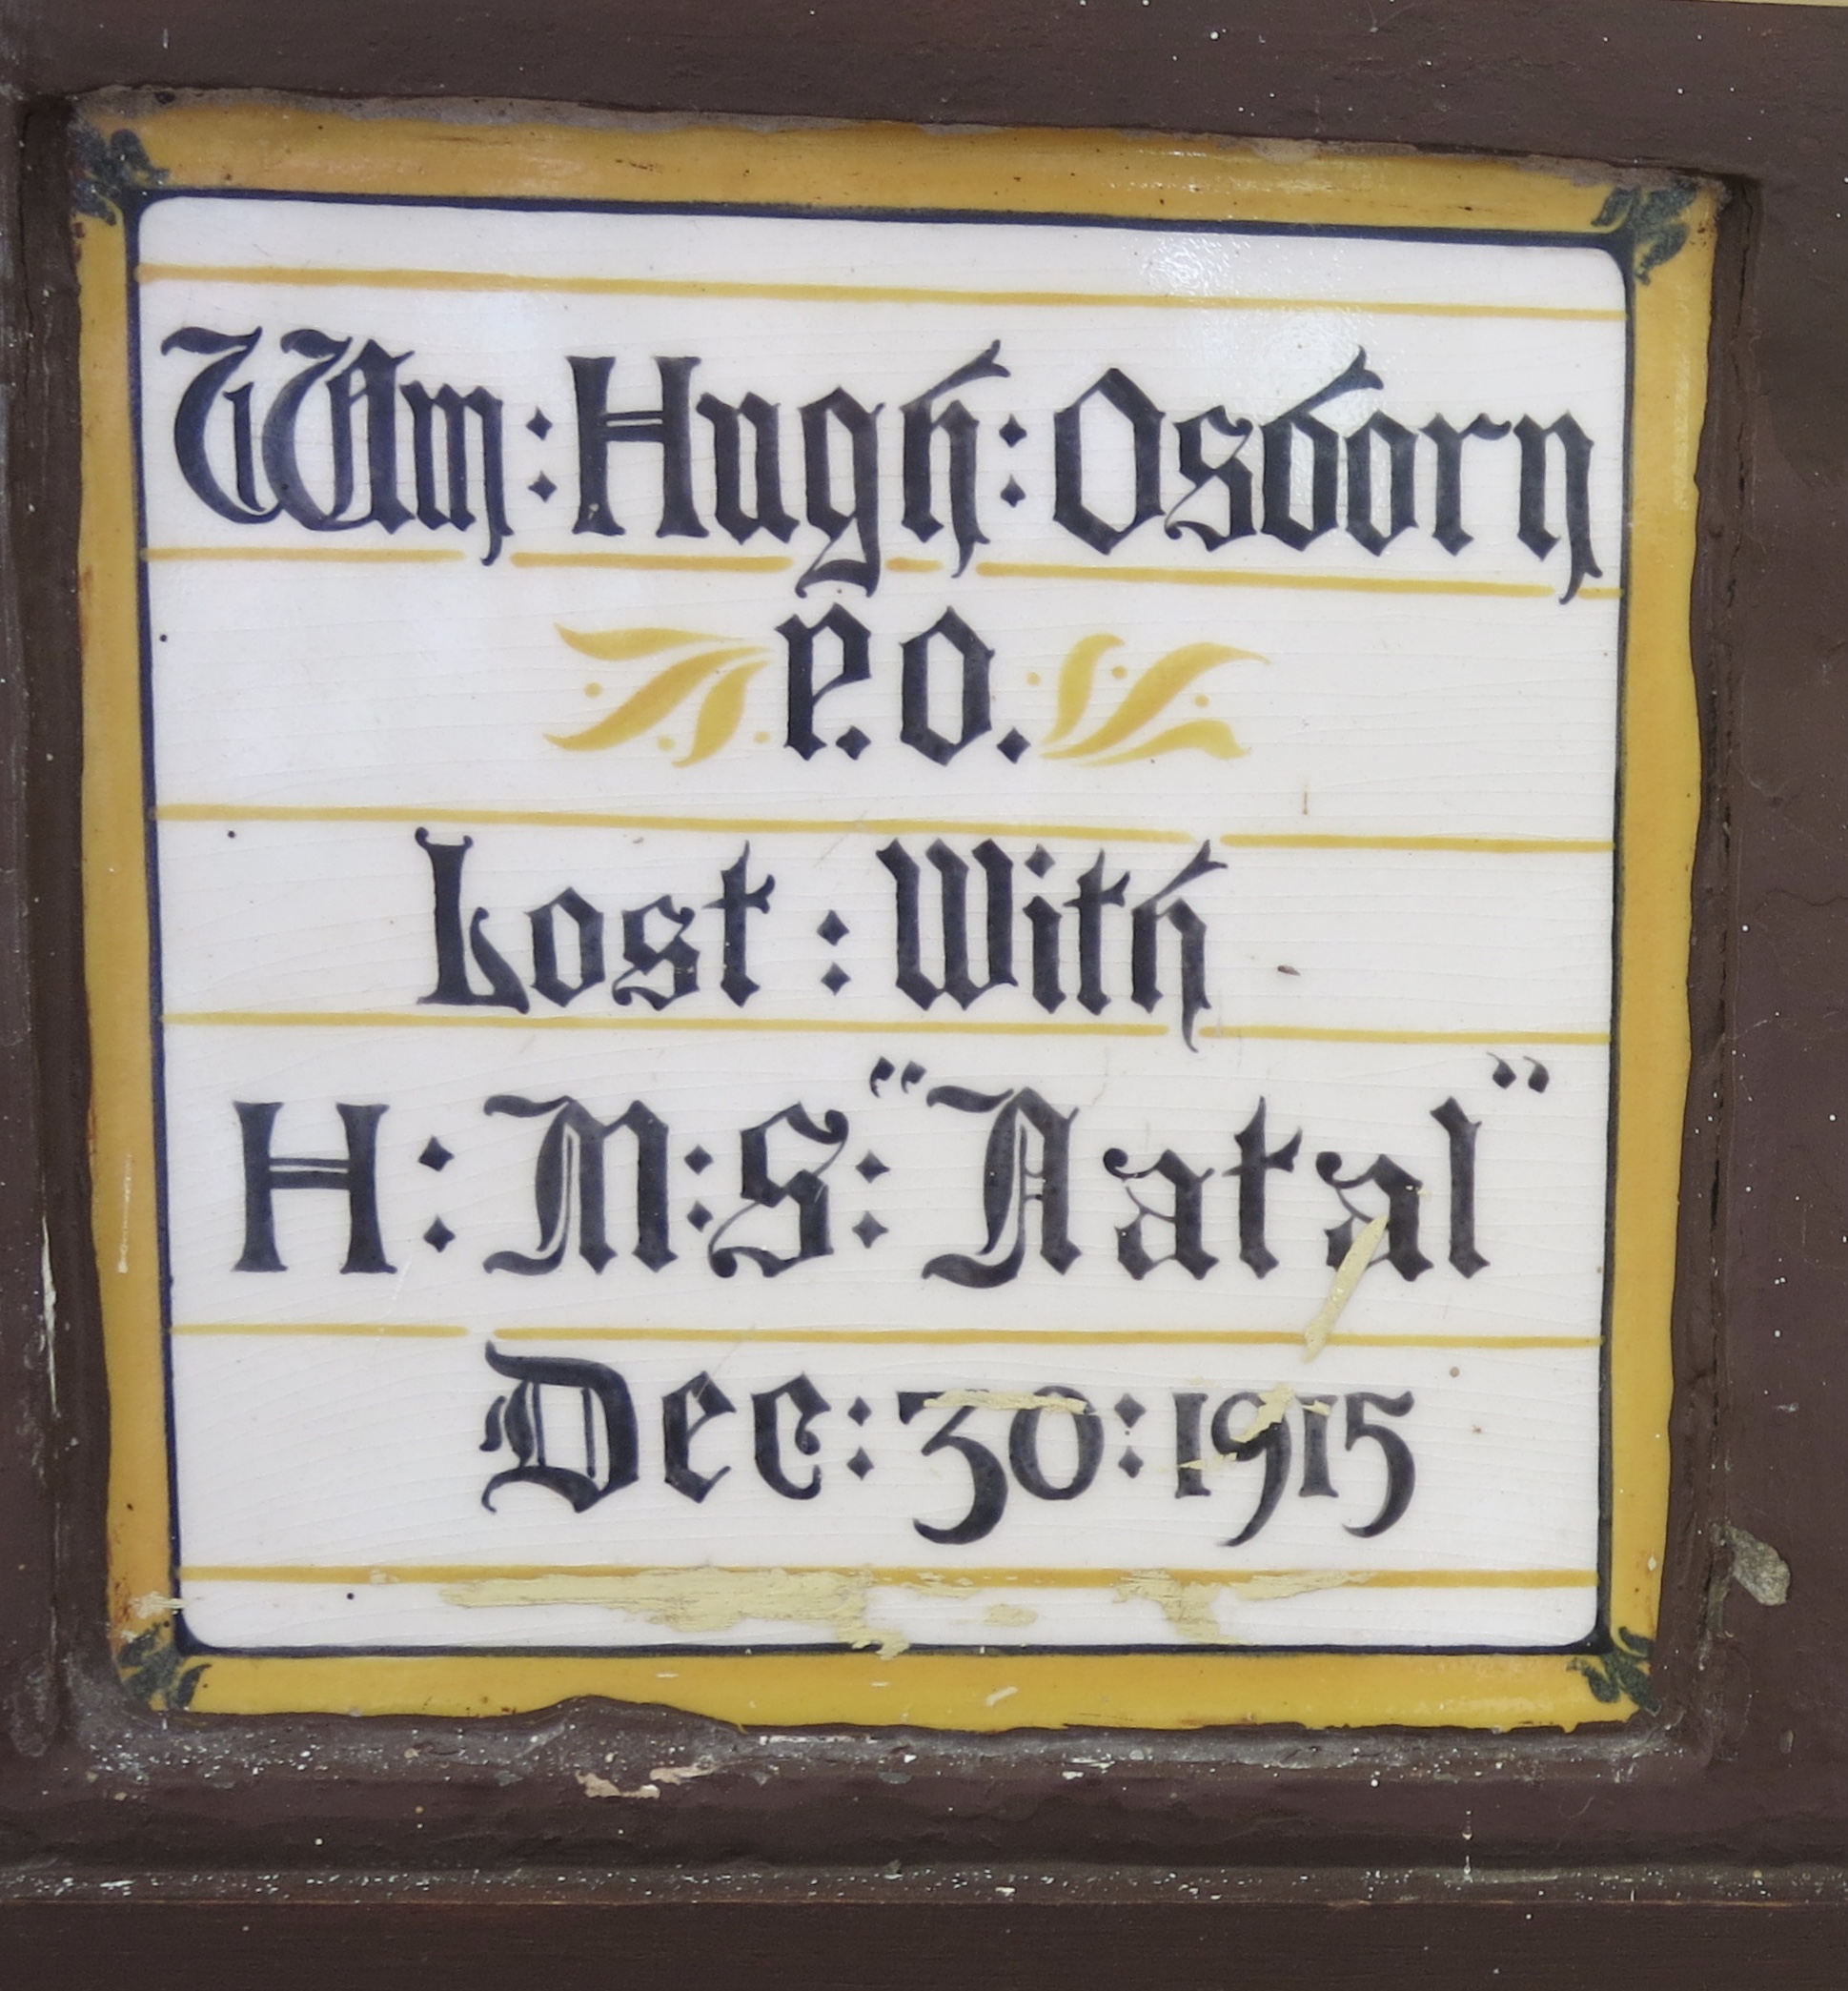 Wm: Hugh: Osborn
P.O.
Lost: With
H: M: S: "Natal"
Dec: 30: 1915